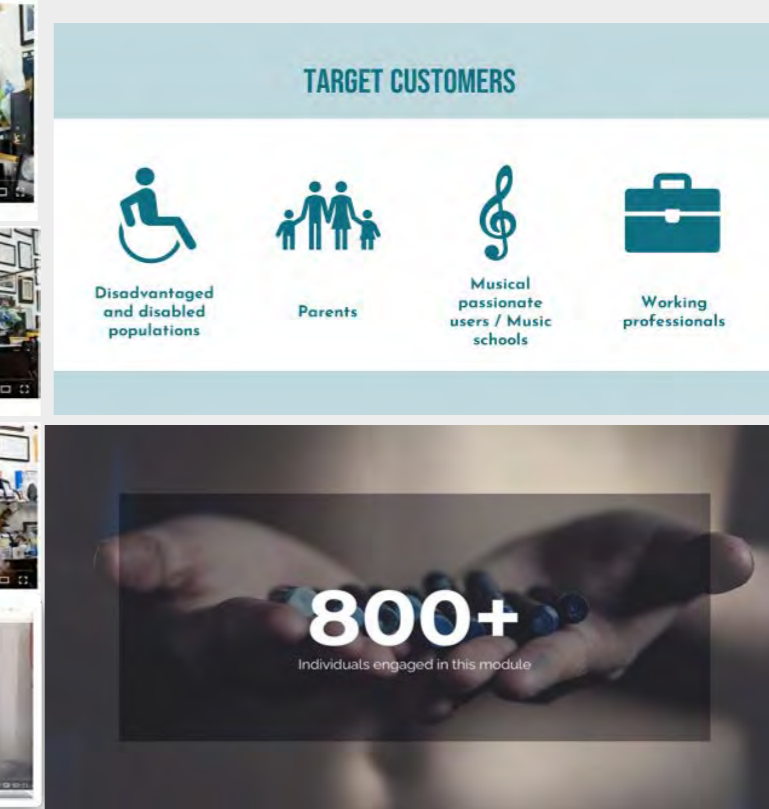 TARGET CUSTOMERS
Disadvantaged
and disabled
populations
Parents
Musical
passionate
users / Music
schools
Working
professionals
800+
Individuals engaged in this module